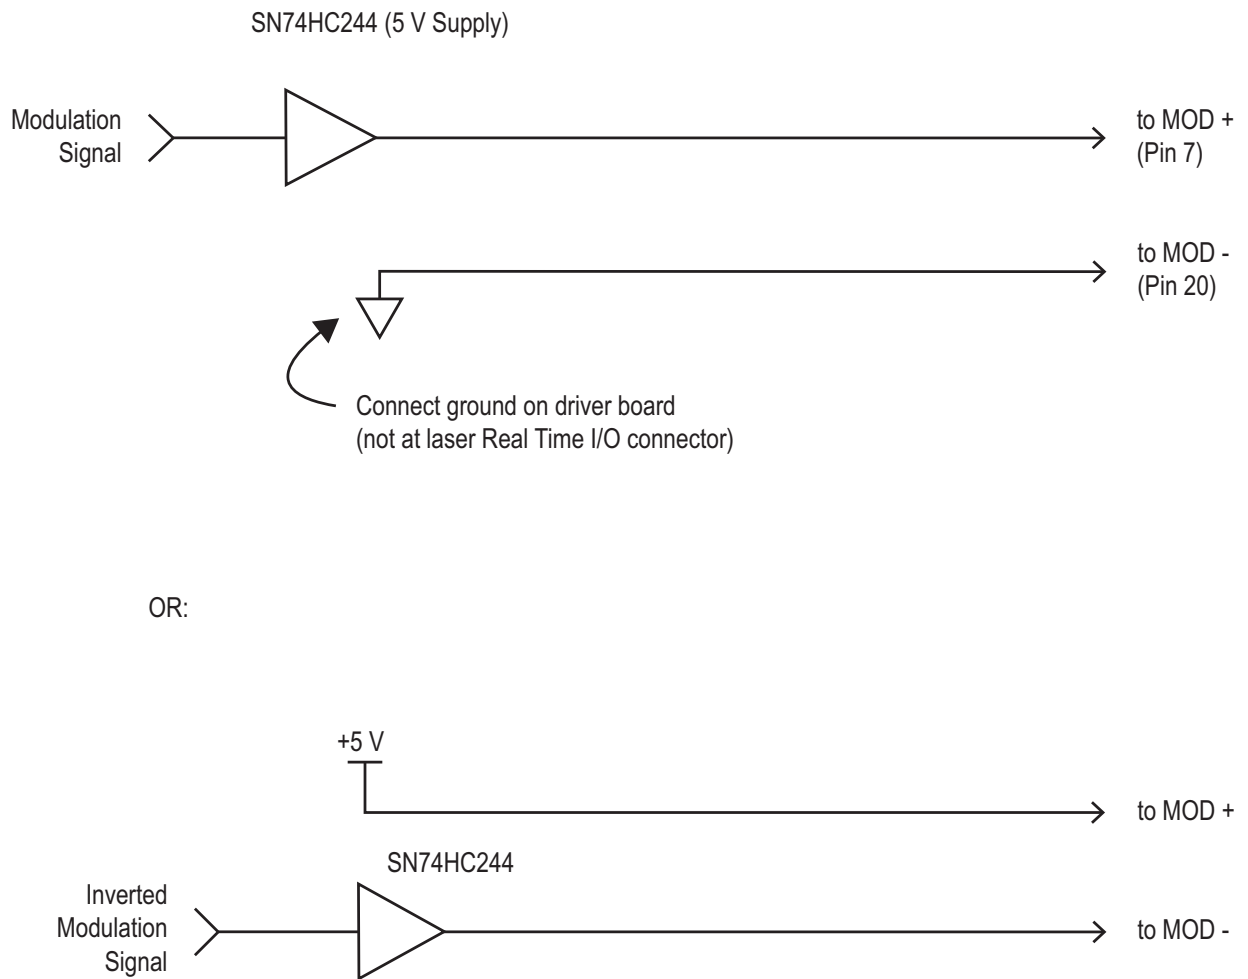 SN74HC244 (5 V Supply)
Modulation
Signal
to MOD +
(Pin 7)
to MOD -
(Pin 20)
Connect ground on driver board
(not at laser Real Time I/O connector)
OR:
+5 V
to MOD +
SN74HC244
Inverted
Modulation
Signal
to MOD -